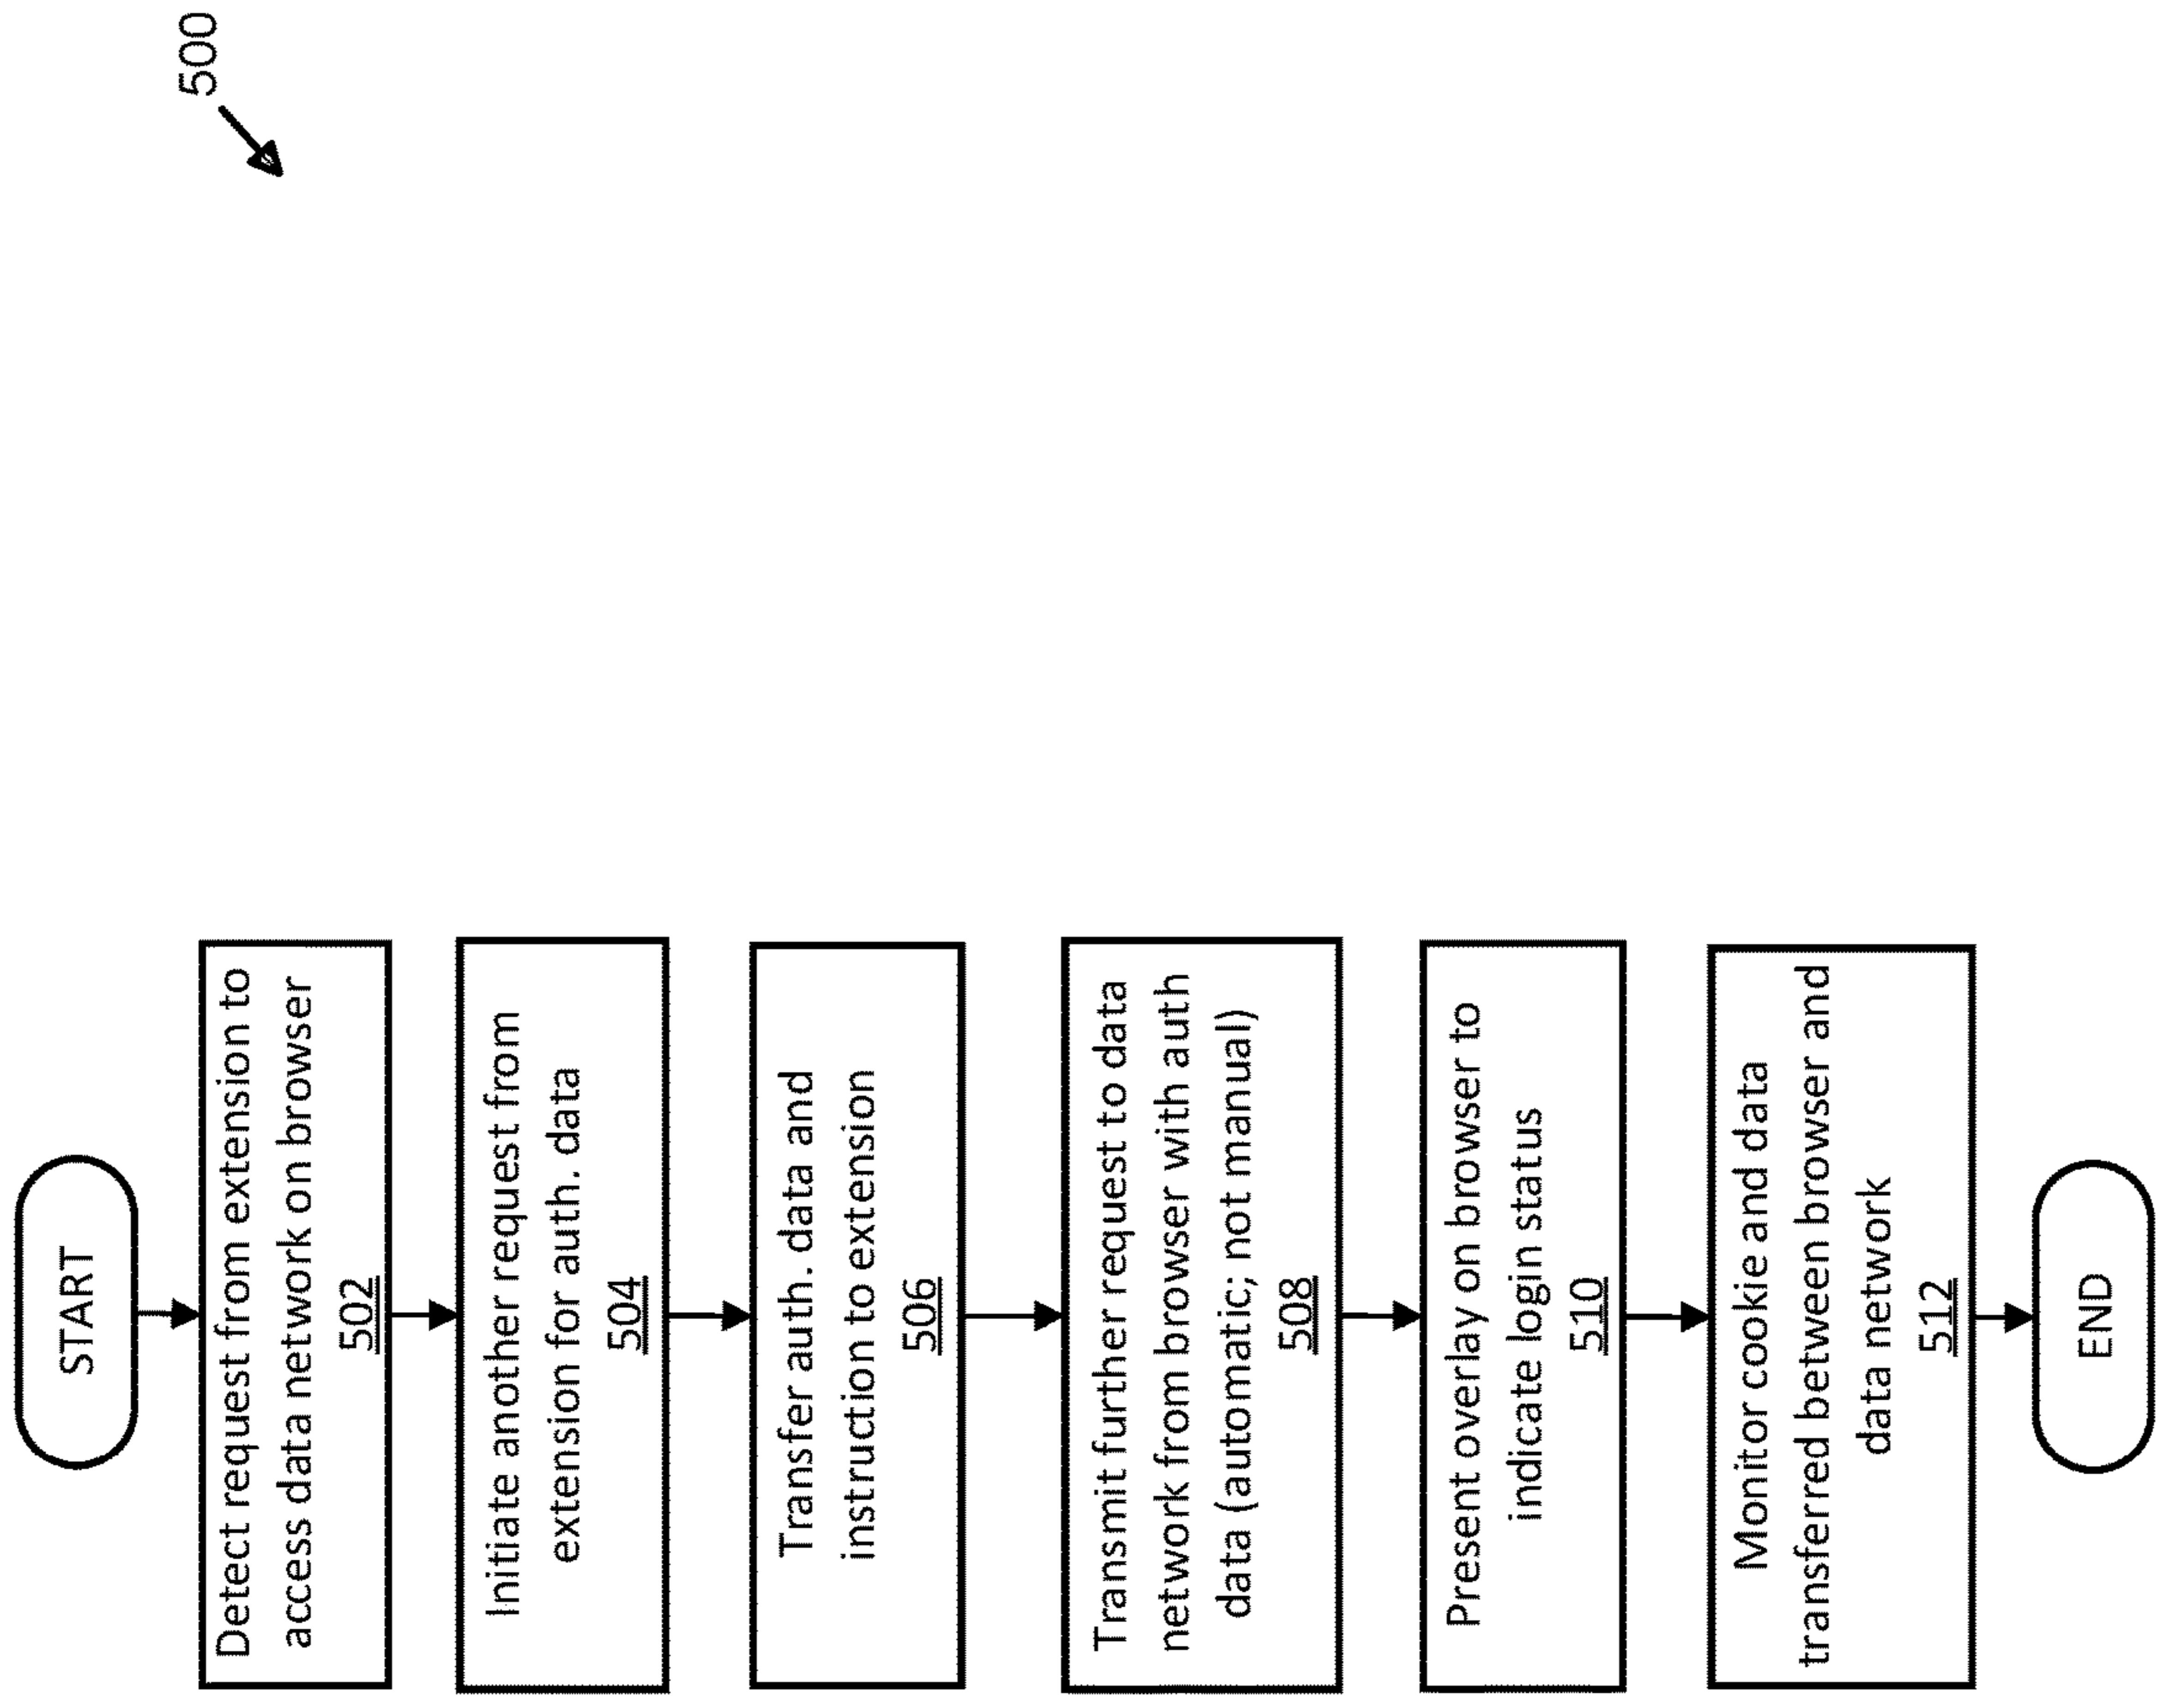 500
START
Detect request from extension to
access data network on browser
502
Initiate another request from
extension for auth. data
504
Transfer auth. data and
instruction to extension
506
Transmit further request to data
network from browser with auth
data (automatic; not manual)
508
Present overlay on browser to
indicate login status
510
Monitor cookie and data
transferred between browser and
data network
512
END